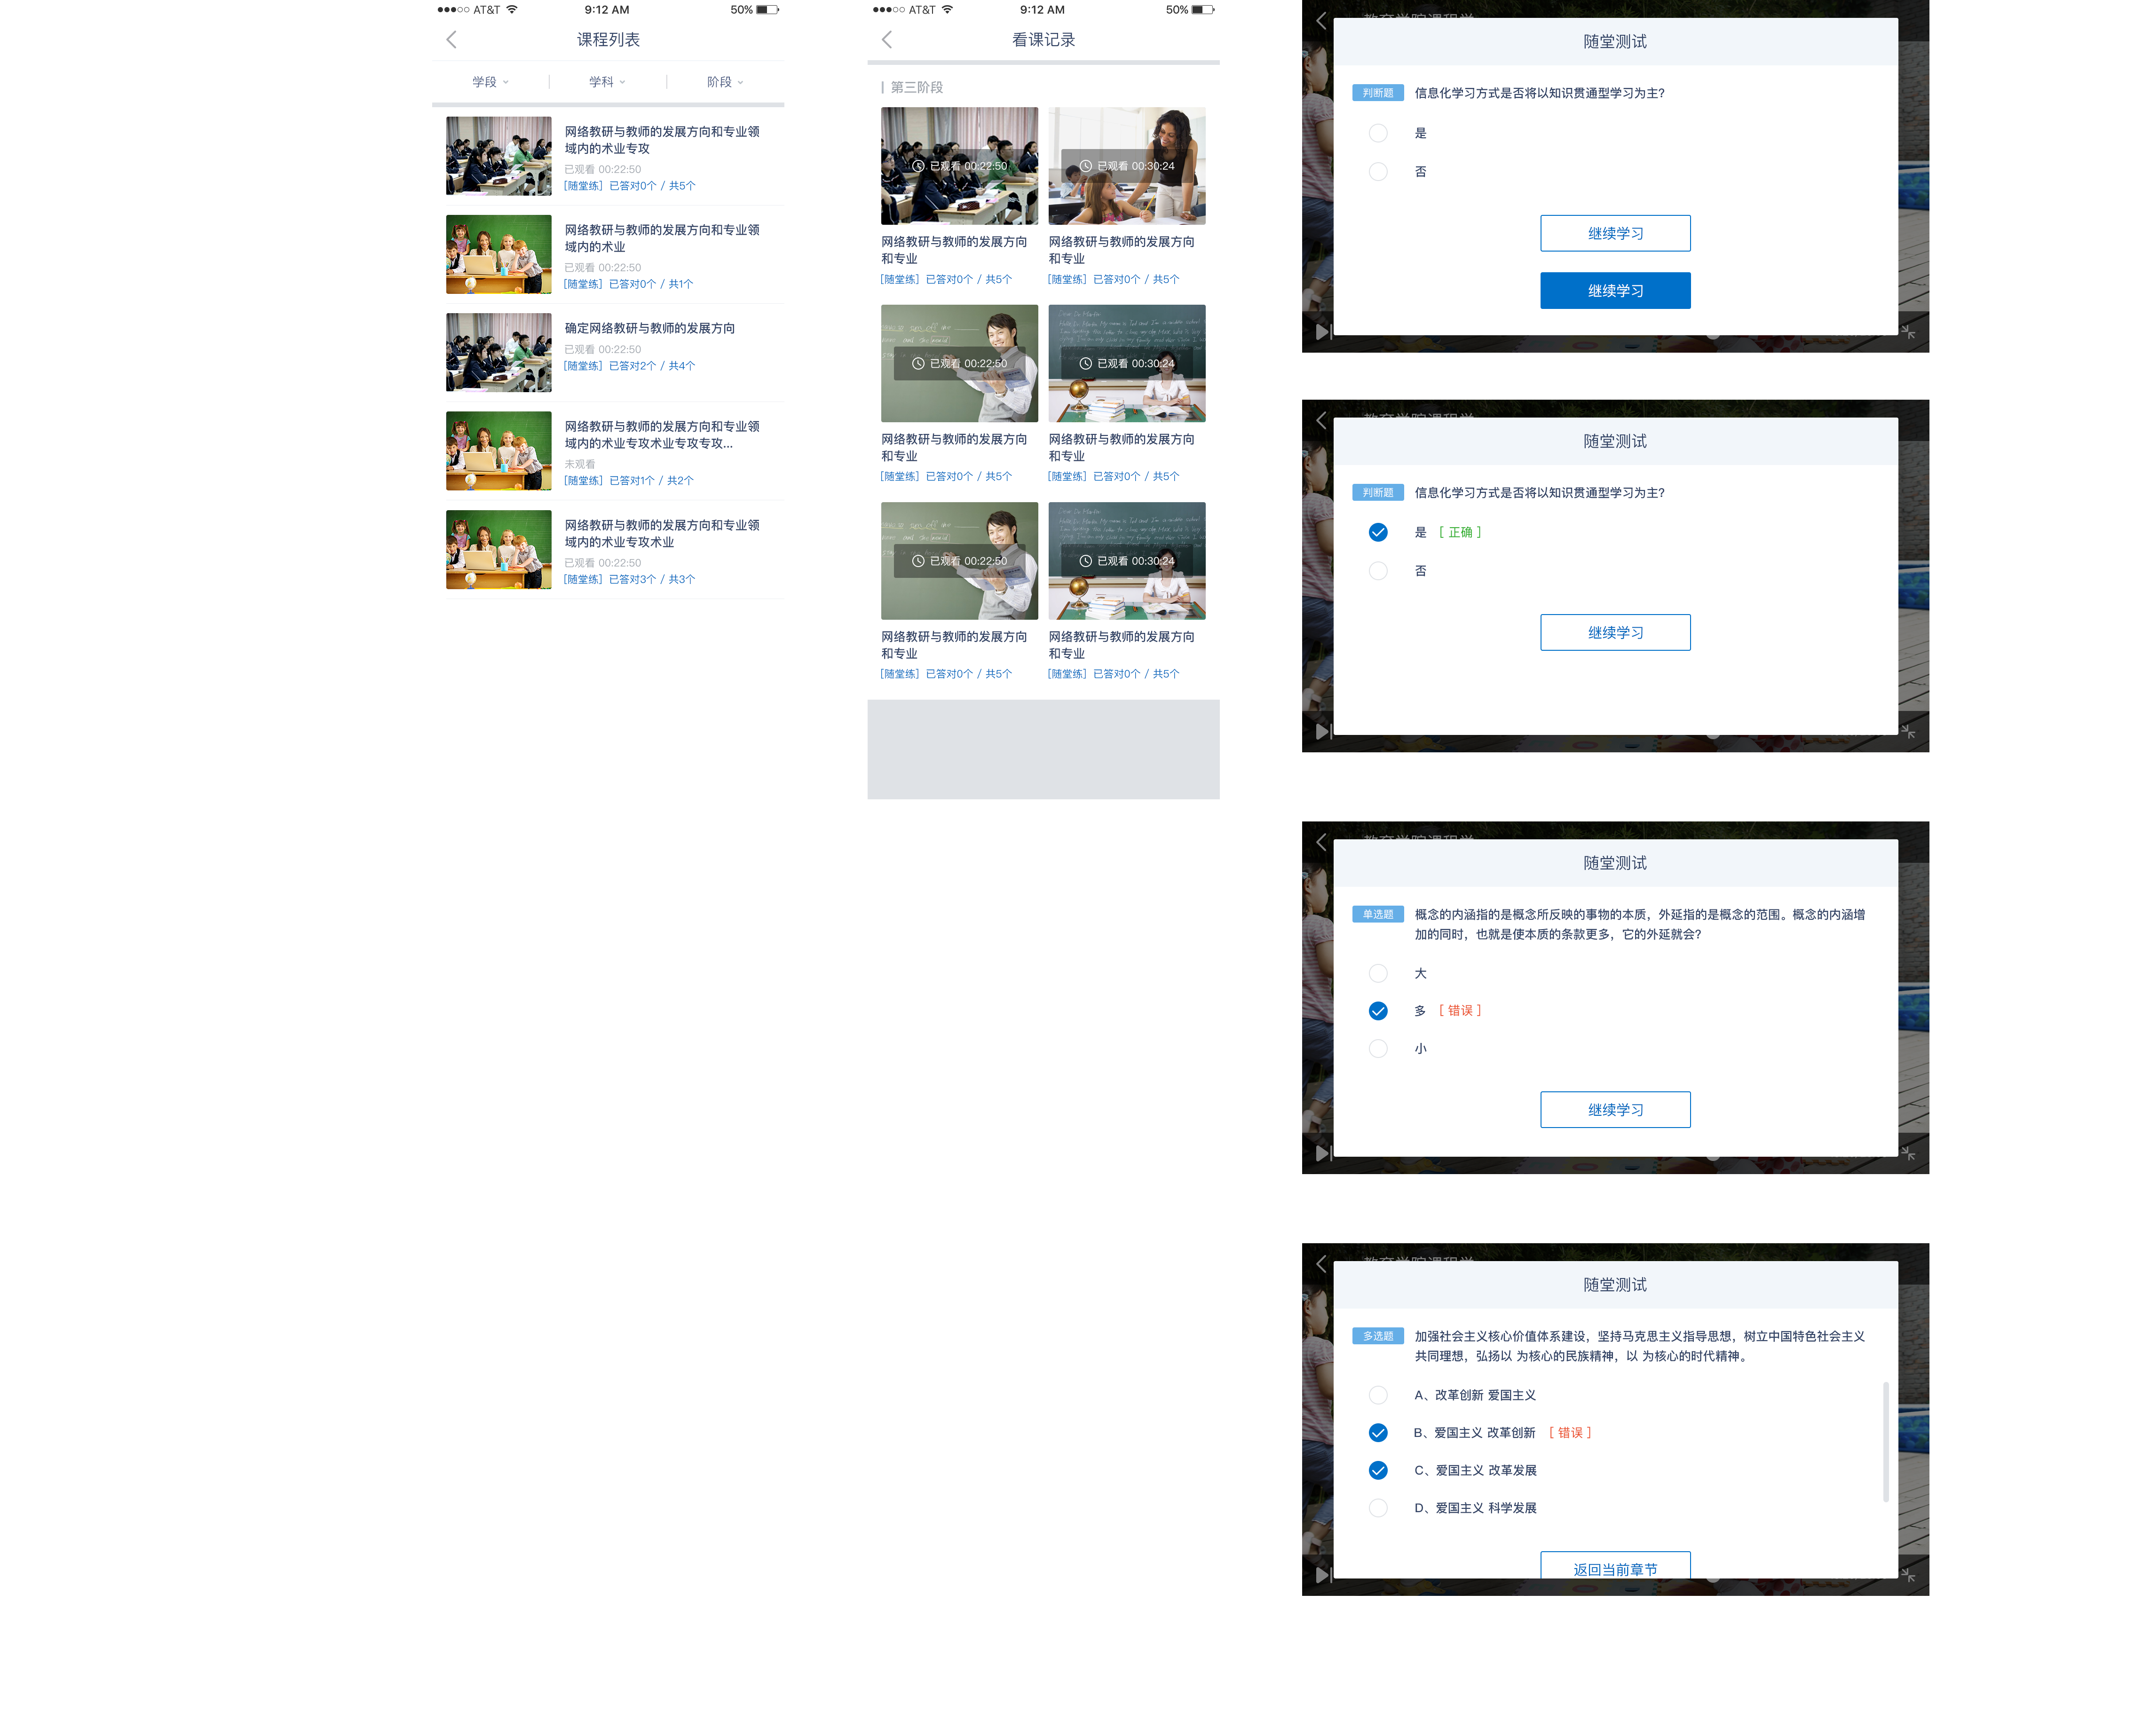 AT&T 9:12 AM 50%
课程列表
学段 学科 阶段
网络教研与教师的发展方向和专业领
域内的术业专攻
已观看 00:22:50
[随堂练] 已答对0个 / 共5个
网络教研与教师的发展方向和专业领
域内的术业
已观看 00:22:50
[随堂练] 已答对0个 / 共1个
确定网络教研与教师的发展方向
已观看 00:22:50
[随堂练] 已答对2个 / 共4个
网络教研与教师的发展方向和专业领
域内的术业专攻术业专攻专攻...
未观看
[随堂练] 已答对1个 / 共2个
网络教研与教师的发展方向和专业领
域内的术业专攻术业
已观看 00:22:50
[随堂练] 已答对3个 / 共3个
AT&T 9:12 AM 50%
看课记录
第三阶段
已观看 00:22:50
已观看 00:30:24
网络教研与教师的发展方向
和专业
[随堂练] 已答对0个 / 共5个
网络教研与教师的发展方向
和专业
[随堂练] 已答对0个 / 共5个
已观看 00:22:50
已观看 00:30:24
网络教研与教师的发展方向
和专业
[随堂练] 已答对0个 / 共5个
网络教研与教师的发展方向
和专业
[随堂练] 已答对0个 / 共5个
已观看 00:22:50
已观看 00:30:24
网络教研与教师的发展方向
和专业
[随堂练] 已答对0个 / 共5个
网络教研与教师的发展方向
和专业
[随堂练] 已答对0个 / 共5个
随堂测试
判断题 信息化学习方式是否将以知识贯通型学习为主?
是
否
继续学习
继续学习
随堂测试
判断题 信息化学习方式是否将以知识贯通型学习为主?
是 [ 正确 ]
否
继续学习
随堂测试
单选题 概念的内涵指的是概念所反映的事物的本质，外延指的是概念的范围。概念的内涵增
加的同时，也就是使本质的条款更多，它的外延就会?
大
多 [ 错误 ]
小
继续学习
随堂测试
多选题 加强社会主义核心价值体系建设，坚持马克思主义指导思想，树立中国特色社会主义
共同理想，弘扬以 为核心的民族精神，以 为核心的时代精神。
A、改革创新 爱国主义
B、爱国主义 改革创新 [ 错误 ]
C、爱国主义 改革发展
D、爱国主义 科学发展
返回当前章节